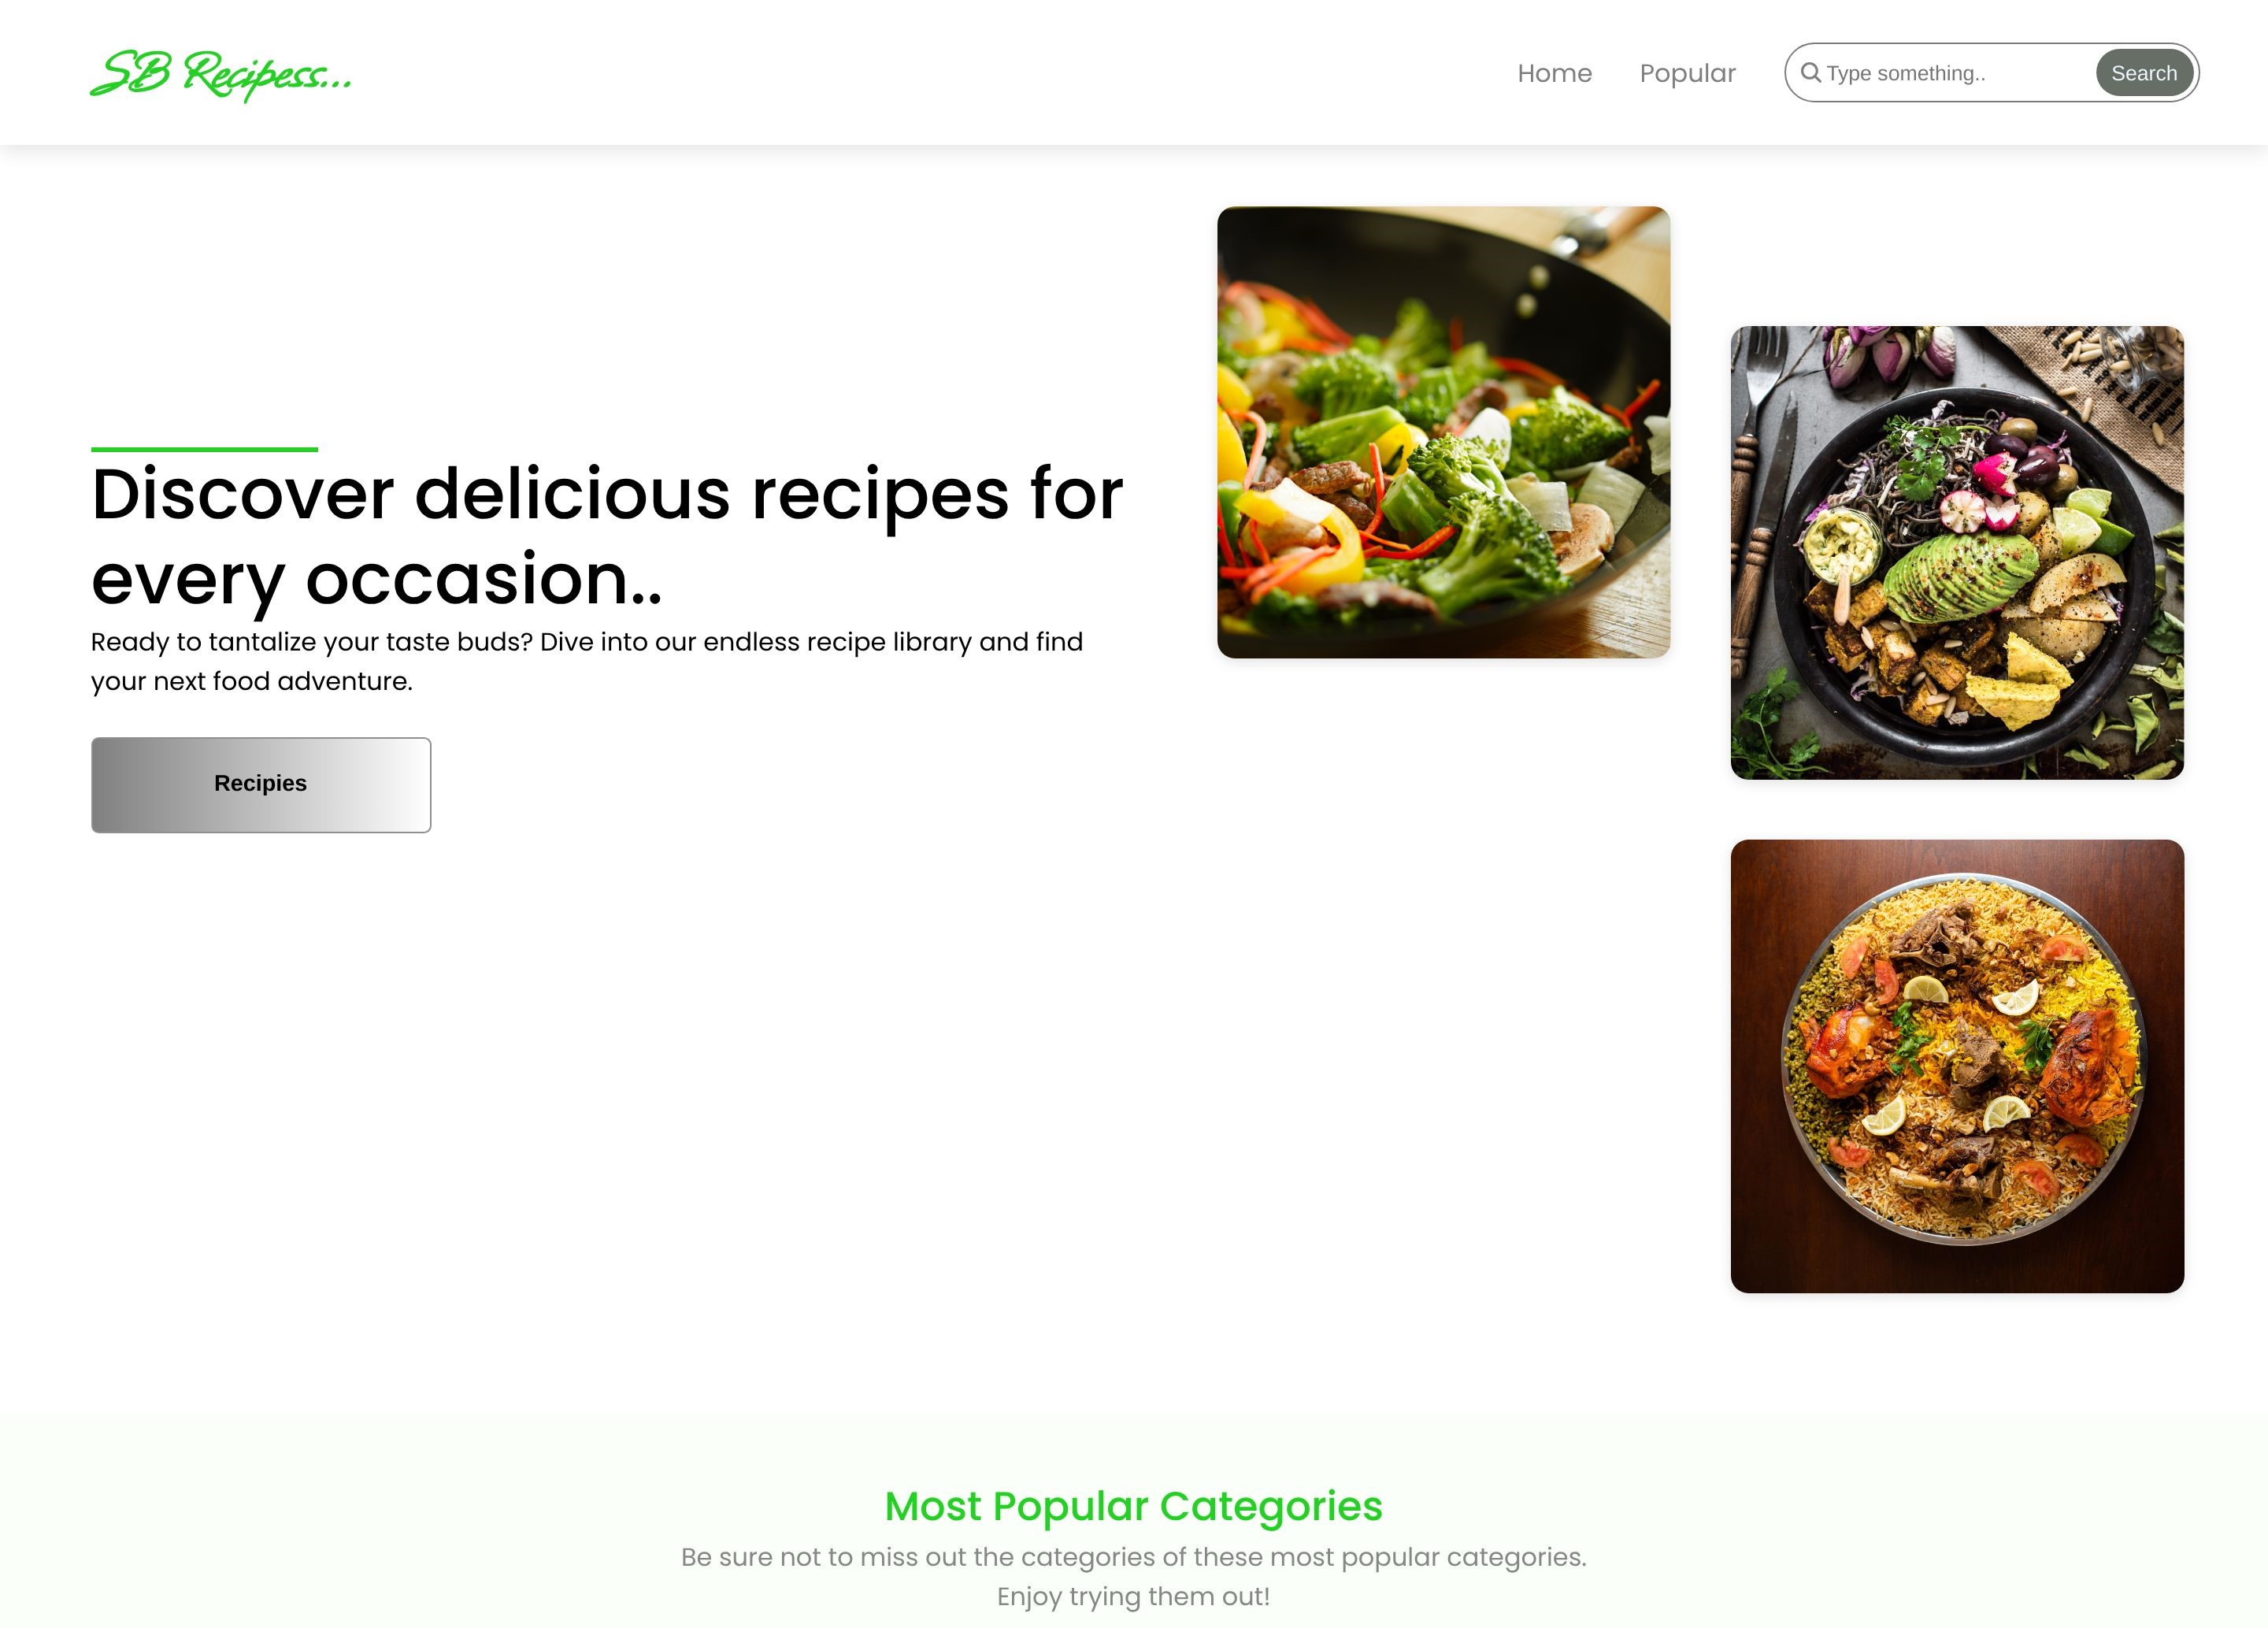 SB Recipess...
Home
Popular
Type something..
Search
Discover delicious recipes for
every occasion..
Ready to tantalize your taste buds? Dive into our endless recipe library and find
your next food adventure.
Recipies
Most Popular Categories
Be sure not to miss out the categories of these most popular categories.
Enjoy trying them out!